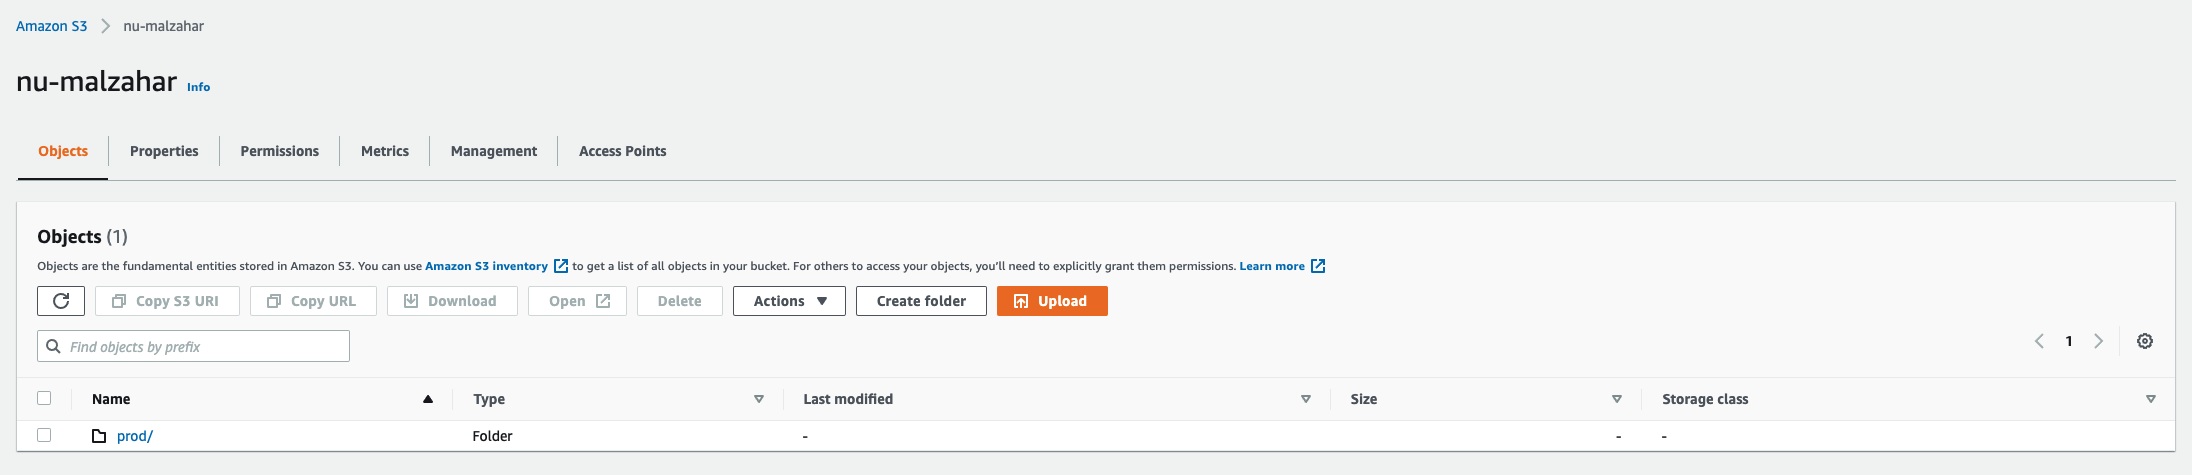 Amazon S3 > nu-malzahar
nu-malzahar Info
Objects Properties Permissions Metrics Management Access Points
Objects (1)
Objects are the fundamental entities stored in Amazon S3. You can use Amazon S3 inventory to get a list of all objects in your bucket. For others to access your objects, you'll need to explicitly grant them permissions. Learn more
Copy S3 URI Copy URL Download Open Delete Actions Create folder Upload
Find objects by prefix 1
Name Type Last modified Size Storage class
prod/ Folder - - -